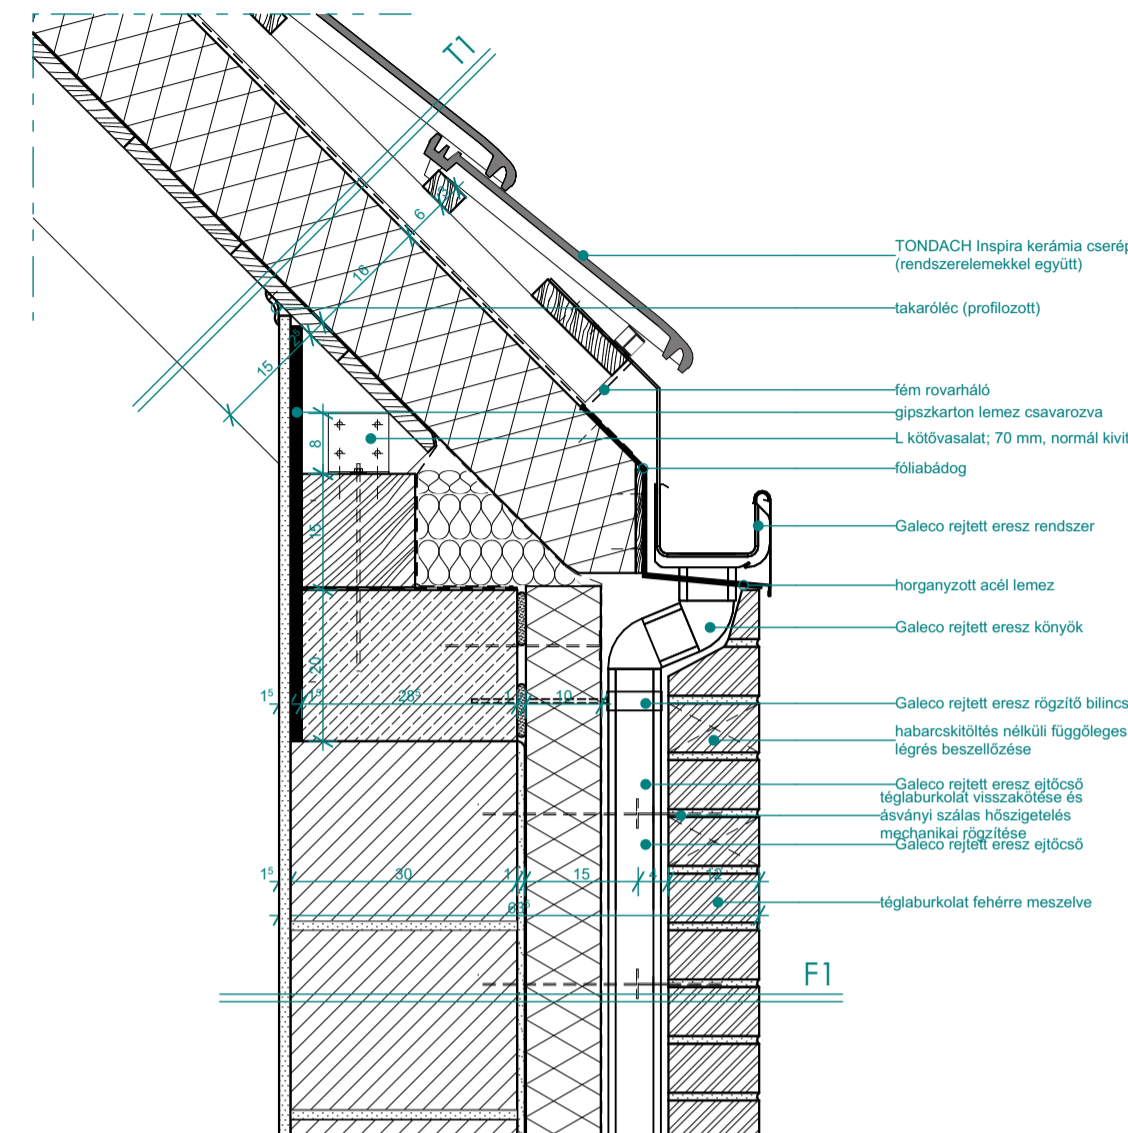 T1
3
6
16
TONDACH Inspira kerámia cserép
(rendszerelemekkel együtt)
takaróléc (profilozott)
15
fém rovarháló
gipszkarton lemez csavarozva
8
L kötővasalat; 70 mm, normál kivit
fóliabádog
15
Galeco rejtett eresz rendszer
horganyzott acél lemez
Galeco rejtett eresz könyök
20
1⁵ 1⁵ 28⁵ 1 10
Galeco rejtett eresz rögzítő bilincs
habarcskitöltés nélküli függőleges
légrés beszellőzése
Galeco rejtett eresz ejtőcső
téglaburkolat visszakötése és
ásványi szálas hőszigetelés
mechanikai rögzítése
Galeco rejtett eresz ejtőcső
1⁵ 30 1 15 4 12
téglaburkolat fehérre meszelve
63⁵
F1